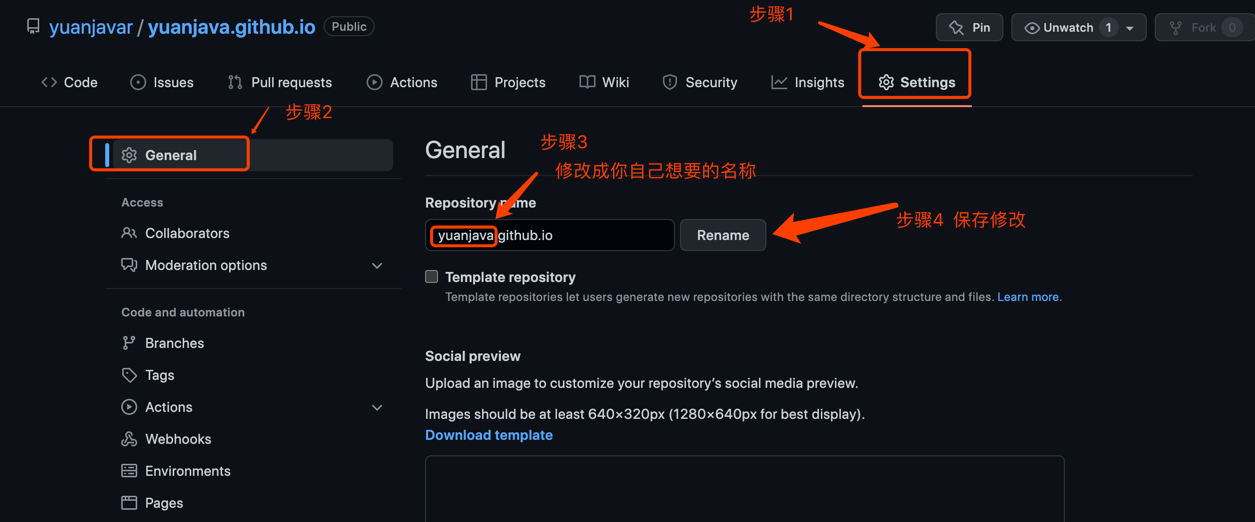 步骤1
yuanjavar / yuanjava.github.io Public
Pin Unwatch 1 Fork 0
Code Issues Pull requests Actions Projects Wiki Security Insights Settings
步骤2
General
General
步骤3
修改成你自己想要的名称
Access
Repository name
Collaborators
yuanjava.github.io Rename
步骤4 保存修改
Moderation options
Template repository
Template repositories let users generate new repositories with the same directory structure and files. Learn more.
Code and automation
Branches
Social preview
Tags
Upload an image to customize your repository's social media preview.
Actions
Images should be at least 640×320px (1280×640px for best display).
Download template
Webhooks
Environments
Pages